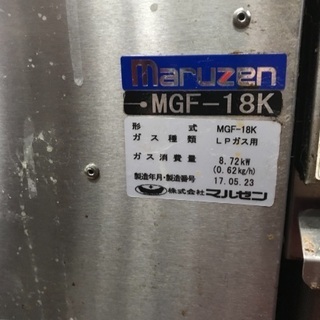 maruzen
MGF-18K
形式 MGF-18K
ガス種類 LPガス用
ガス消費量 8.72kW
(0.62kg/h)
製造年月・製造番号 17.05.23
株式会社マルゼン